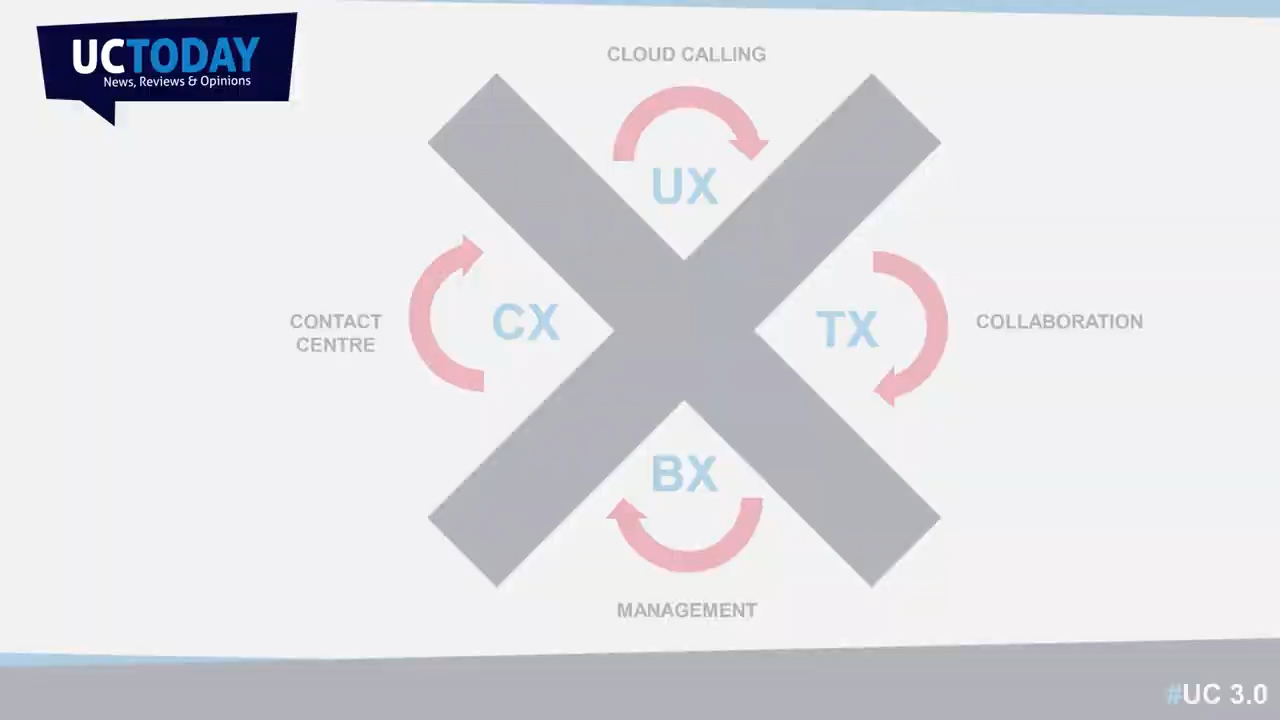 UCTODAY
News, Reviews & Opinions
CLOUD CALLING
UX
CONTACT
CENTRE
CX
TX
COLLABORATION
BX
MANAGEMENT
#UC 3.0